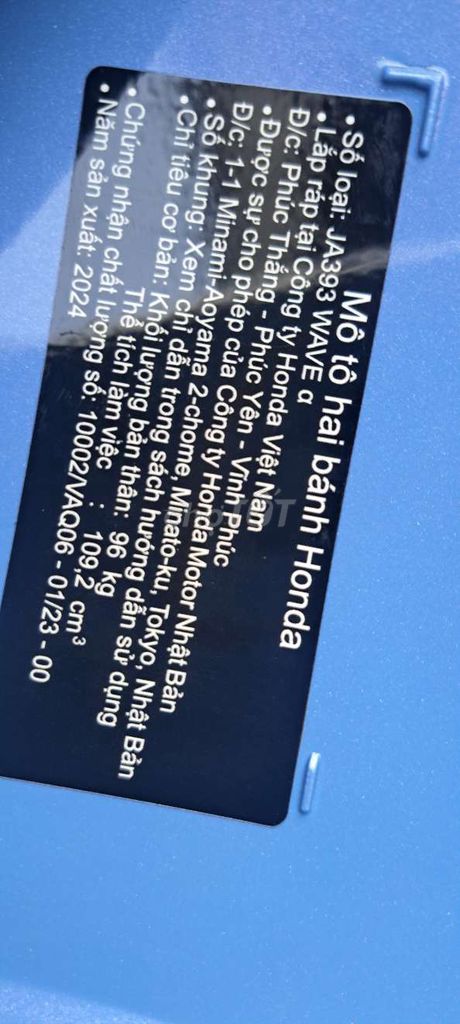 Mô tô hai bánh Honda
• Số loại: JA393 WAVE α
• Lắp ráp tại Công ty Honda Việt Nam
Đ/c: Phúc Thắng - Phúc Yên - Vĩnh Phúc
• Được sự cho phép của Công ty Honda Motor Nhật Bản
Đ/c: 1-1 Minami-Aoyama 2-chome, Minato-ku, Tokyo, Nhật Bản
• Số khung: Xem chỉ dẫn trong sách hướng dẫn sử dụng
• Chỉ tiêu cơ bản: Khối lượng bản thân: 96 kg
Thể tích làm việc : 109,2 cm³
• Chứng nhận chất lượng số: 10002/VAQ06 - 01/23 - 00
• Năm sản xuất: 2024
chợTỐT